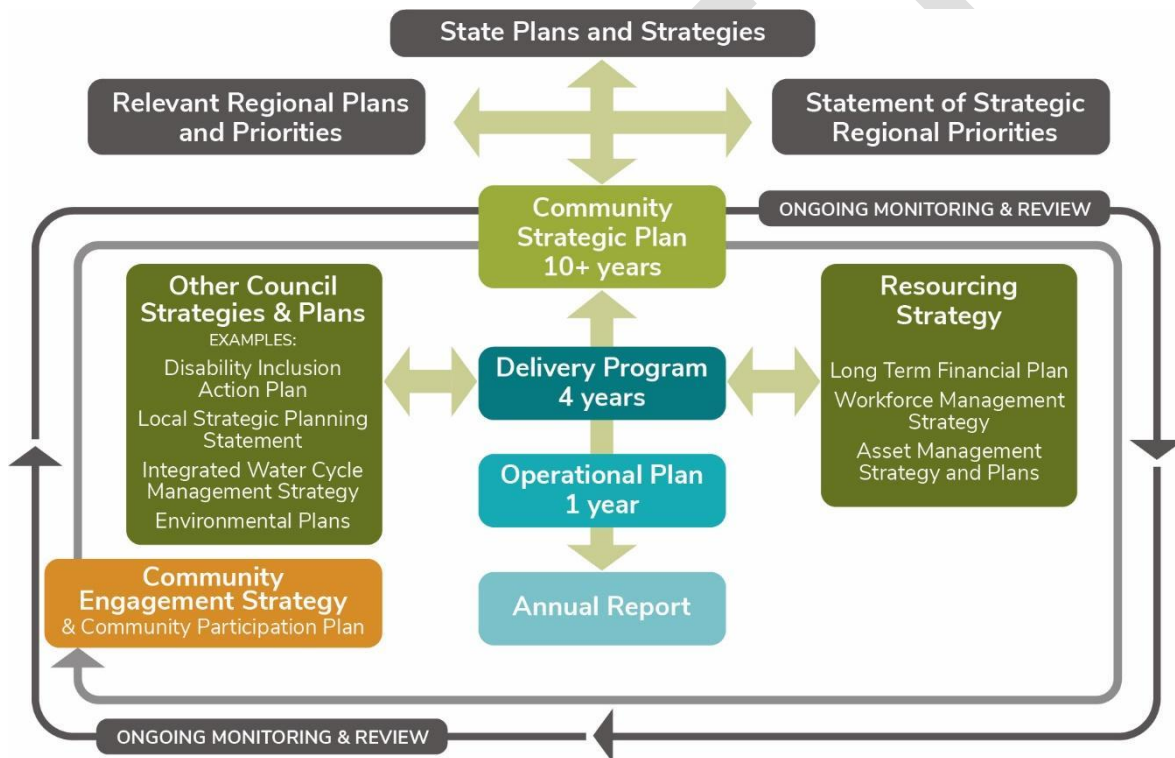 State Plans and Strategies
Relevant Regional Plans
and Priorities
Statement of Strategic
Regional Priorities
Community
Strategic Plan
10+ years
ONGOING MONITORING & REVIEW
Other Council
Strategies & Plans
EXAMPLES:
Disability Inclusion
Action Plan
Local Strategic Planning
Statement
Integrated Water Cycle
Management Strategy
Environmental Plans
Delivery Program
4 years
Operational Plan
1 year
Annual Report
Resourcing
Strategy
Long Term Financial Plan
Workforce Management
Strategy
Asset Management
Strategy and Plans
Community
Engagement Strategy
& Community Participation Plan
ONGOING MONITORING & REVIEW